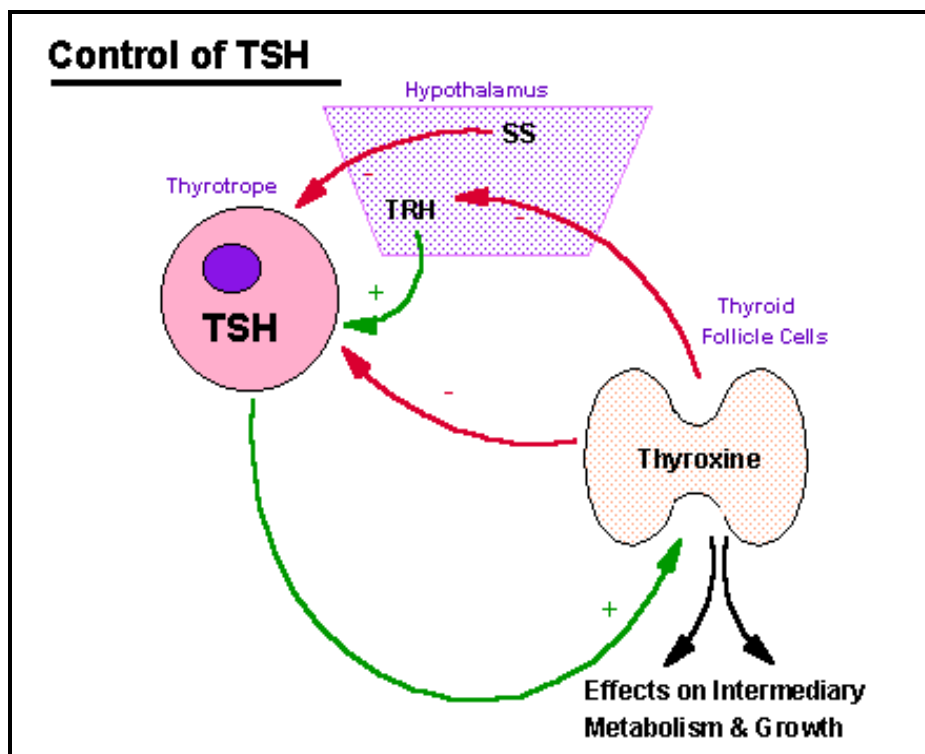 Control of TSH
Hypothalamus
SS
-
Thyrotrope
TRH
-
+
TSH
Thyroid
Follicle Cells
-
Thyroxine
+
Effects on Intermediary
Metabolism & Growth